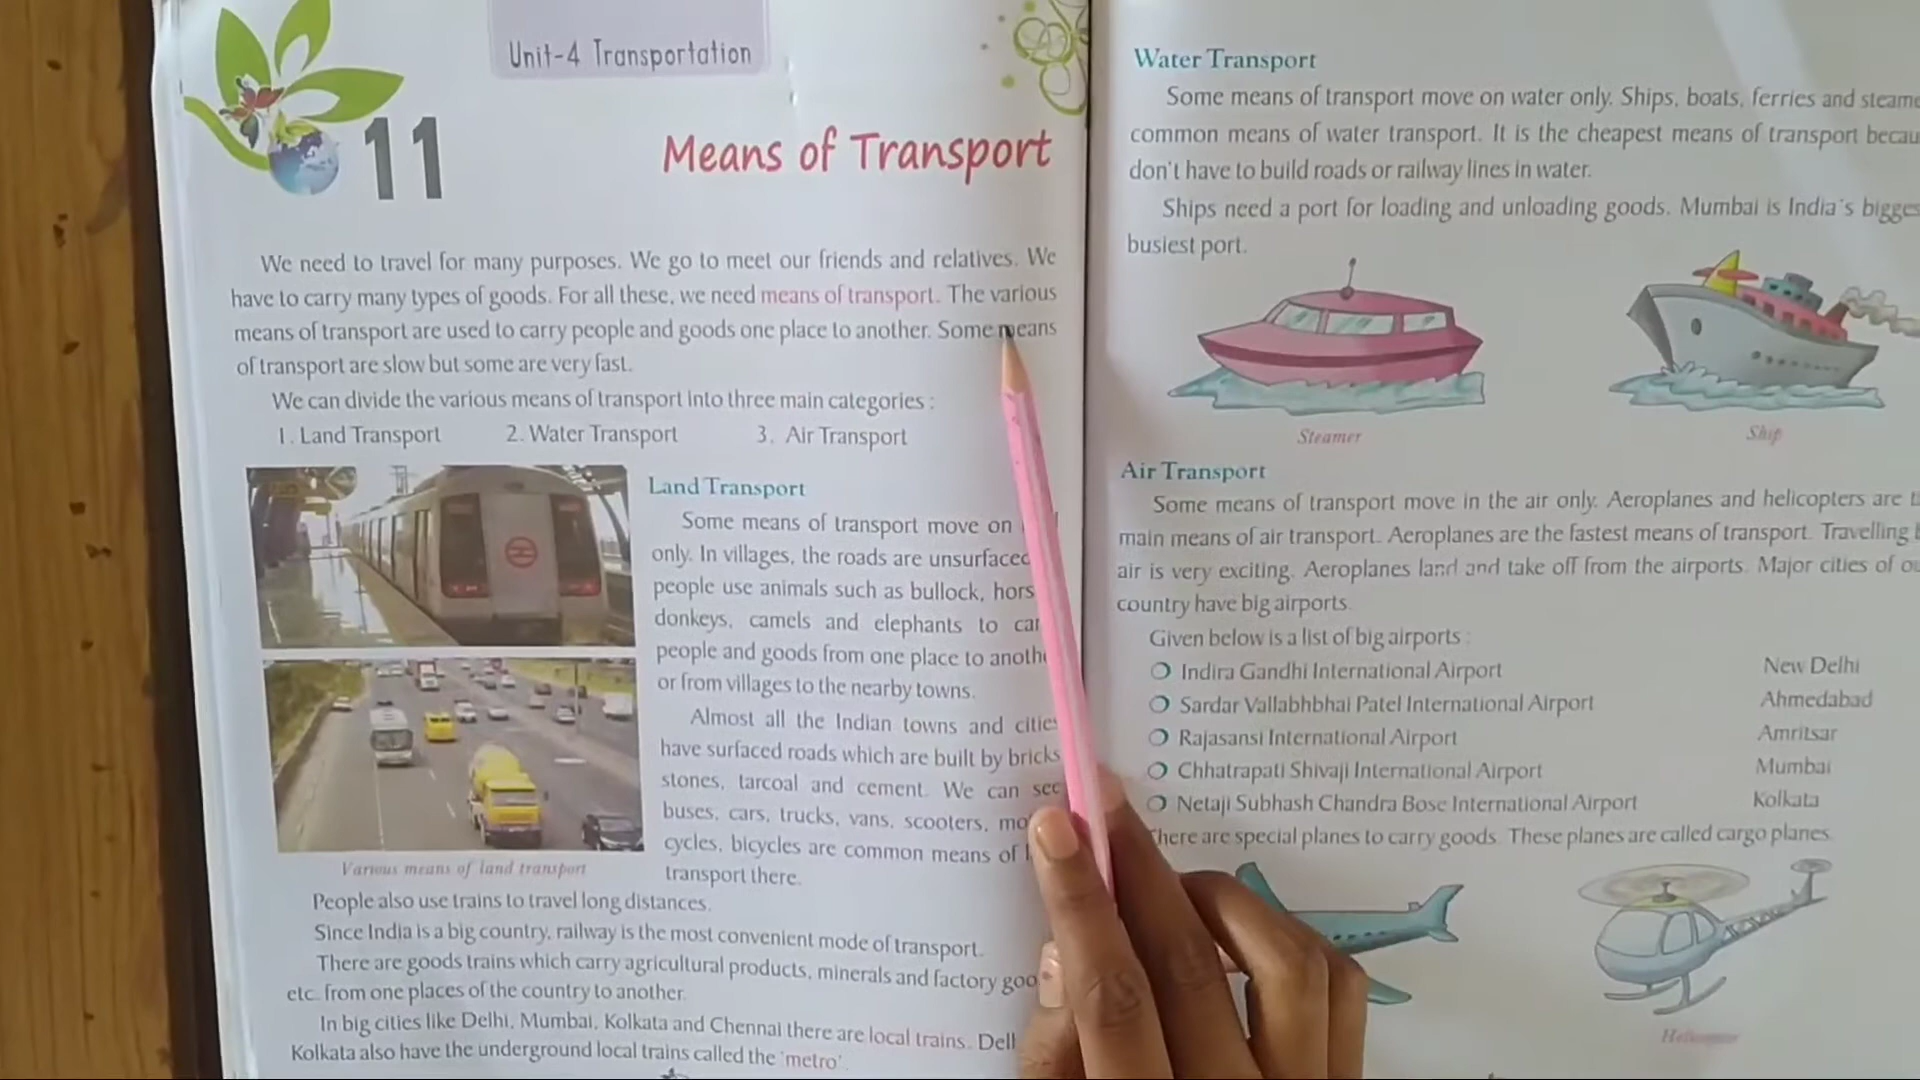 Unit-4 Transportation
11
Means of Transport
We need to travel for many purposes. We go to meet our friends and relatives. We
have to carry many types of goods. For all these, we need means of transport. The various
means of transport are used to carry people and goods one place to another. Some means
of transport are slow but some are very fast.
We can divide the various means of transport into three main categories :
1. Land Transport 2. Water Transport 3. Air Transport
Land Transport
Some means of transport move on
only. In villages, the roads are unsurfaced
people use animals such as bullock,
donkeys, camels and elephants to
people and goods from one place to
or from villages to the nearby towns.
Almost all the Indian towns and
have surfaced roads which are built by bricks
stones, tarcoal and cement. We can see
buses, cars, trucks, vans, scooters,
cycles, bicycles are common means of
transport there.
Various means of land transport
People also use trains to travel long distances.
Since India is a big country, railway is the most convenient mode of transport.
There are goods trains which carry agricultural products, minerals and factory
etc. from one places of the country to another.
In big cities like Delhi, Mumbai, Kolkata and Chennai there are local trains.
Kolkata also have the underground local trains called the 'metro'.
Water Transport
Some means of transport move on water only. Ships, boats, ferries and
common means of water transport. It is the cheapest means of transport
don't have to build roads or railway lines in water.
Ships need a port for loading and unloading goods. Mumbai is India's
busiest port.
Steamer
Ship
Air Transport
Some means of transport move in the air only. Aeroplanes and helicopters are
main means of air transport. Aeroplanes are the fastest means of transport. Travelling
air is very exciting. Aeroplanes land and take off from the airports. Major cities of
country have big airports.
Given below is a list of big airports :
Indira Gandhi International Airport New Delhi
Sardar Vallabhbhai Patel International Airport Ahmedabad
Rajasansi International Airport Amritsar
Chhatrapati Shivaji International Airport Mumbai
Netaji Subhash Chandra Bose International Airport Kolkata
There are special planes to carry goods. These planes are called cargo planes.
Helicopter